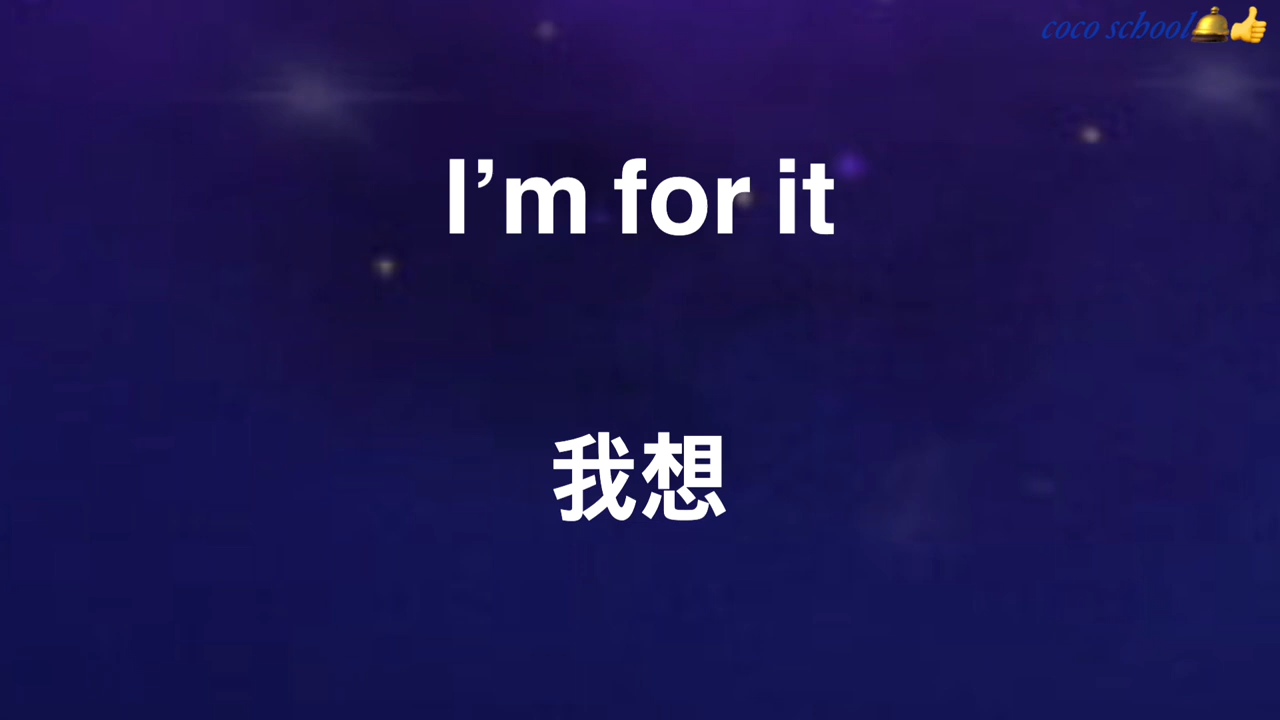 coco school🛎👍
I’m for it
我想